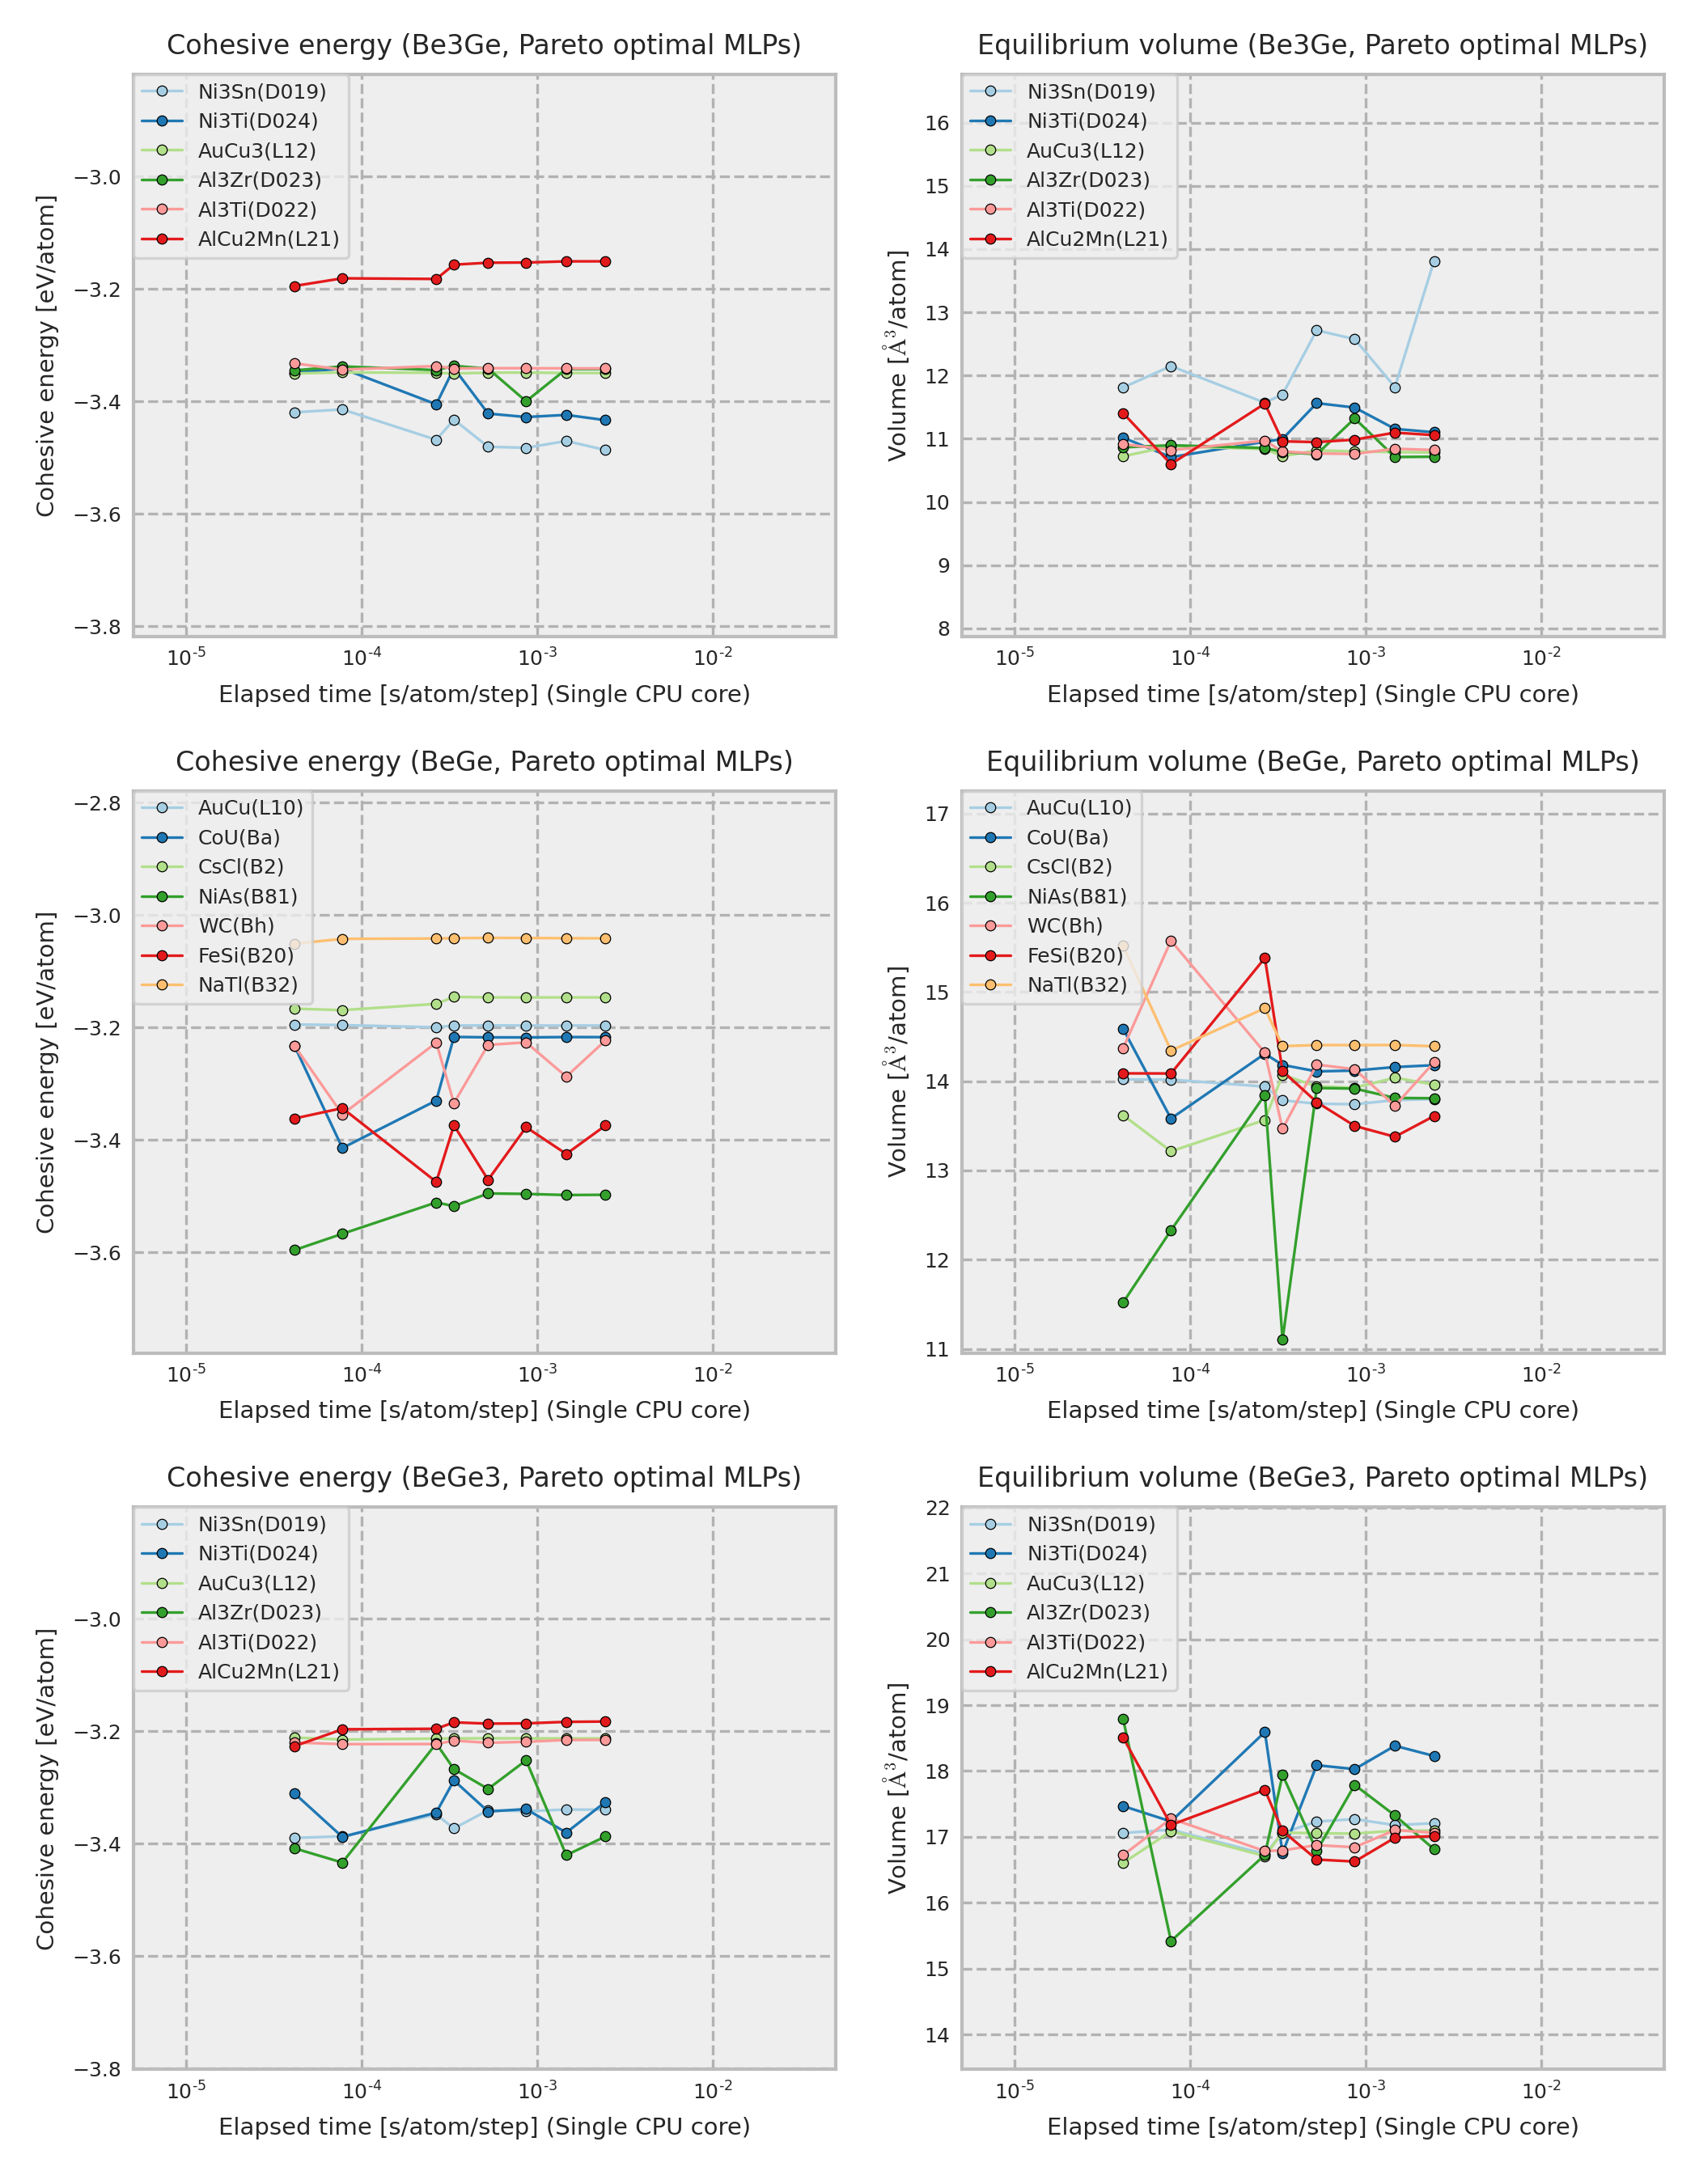 Cohesive energy (Be3Ge, Pareto optimal MLPs)
Ni3Sn(D019)
Ni3Ti(D024)
AuCu3(L12)
Al3Zr(D023)
Al3Ti(D022)
AlCu2Mn(L21)
−3.0
−3.2
−3.4
−3.6
−3.8
Cohesive energy [eV/atom]
10⁻⁵ 10⁻⁴ 10⁻³ 10⁻²
Elapsed time [s/atom/step] (Single CPU core)
Equilibrium volume (Be3Ge, Pareto optimal MLPs)
Ni3Sn(D019)
Ni3Ti(D024)
AuCu3(L12)
Al3Zr(D023)
Al3Ti(D022)
AlCu2Mn(L21)
16
15
14
13
12
11
10
9
8
Volume [Å³/atom]
10⁻⁵ 10⁻⁴ 10⁻³ 10⁻²
Elapsed time [s/atom/step] (Single CPU core)
Cohesive energy (BeGe, Pareto optimal MLPs)
AuCu(L10)
CoU(Ba)
CsCl(B2)
NiAs(B81)
WC(Bh)
FeSi(B20)
NaTl(B32)
−2.8
−3.0
−3.2
−3.4
−3.6
Cohesive energy [eV/atom]
10⁻⁵ 10⁻⁴ 10⁻³ 10⁻²
Elapsed time [s/atom/step] (Single CPU core)
Equilibrium volume (BeGe, Pareto optimal MLPs)
AuCu(L10)
CoU(Ba)
CsCl(B2)
NiAs(B81)
WC(Bh)
FeSi(B20)
NaTl(B32)
17
16
15
14
13
12
11
Volume [Å³/atom]
10⁻⁵ 10⁻⁴ 10⁻³ 10⁻²
Elapsed time [s/atom/step] (Single CPU core)
Cohesive energy (BeGe3, Pareto optimal MLPs)
Ni3Sn(D019)
Ni3Ti(D024)
AuCu3(L12)
Al3Zr(D023)
Al3Ti(D022)
AlCu2Mn(L21)
−3.0
−3.2
−3.4
−3.6
−3.8
Cohesive energy [eV/atom]
10⁻⁵ 10⁻⁴ 10⁻³ 10⁻²
Elapsed time [s/atom/step] (Single CPU core)
Equilibrium volume (BeGe3, Pareto optimal MLPs)
Ni3Sn(D019)
Ni3Ti(D024)
AuCu3(L12)
Al3Zr(D023)
Al3Ti(D022)
AlCu2Mn(L21)
22
21
20
19
18
17
16
15
14
Volume [Å³/atom]
10⁻⁵ 10⁻⁴ 10⁻³ 10⁻²
Elapsed time [s/atom/step] (Single CPU core)